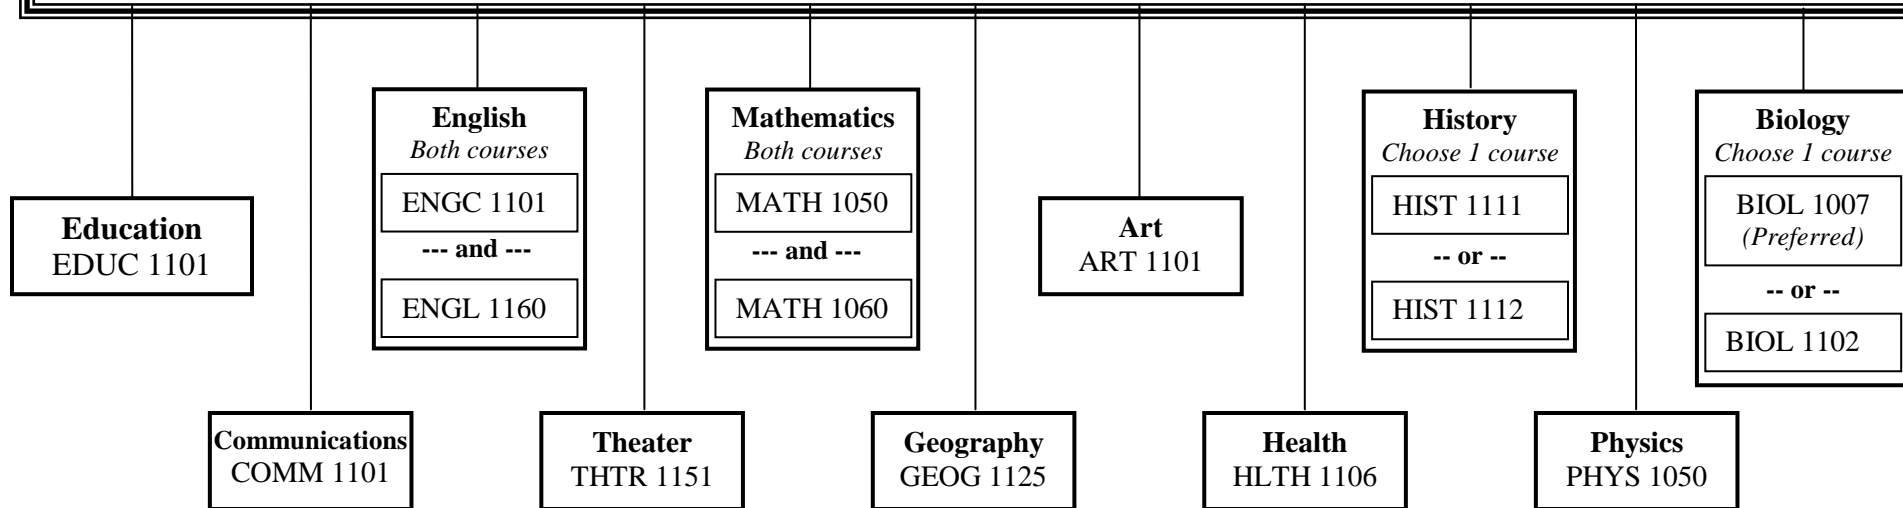 Education
EDUC 1101
English
Both courses
ENGC 1101
--- and ---
ENGL 1160
Mathematics
Both courses
MATH 1050
--- and ---
MATH 1060
Art
ART 1101
History
Choose 1 course
HIST 1111
-- or --
HIST 1112
Biology
Choose 1 course
BIOL 1007
(Preferred)
-- or --
BIOL 1102
Communications
COMM 1101
Theater
THTR 1151
Geography
GEOG 1125
Health
HLTH 1106
Physics
PHYS 1050